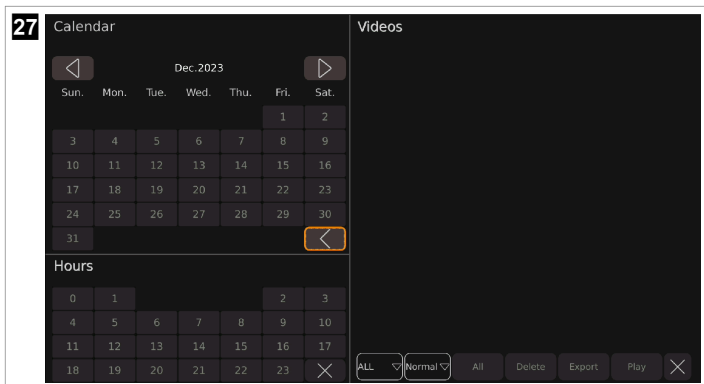 27
Calendar
Dec.2023
Sun. Mon. Tue. Wed. Thu. Fri. Sat.
1 2
3 4 5 6 7 8 9
10 11 12 13 14 15 16
17 18 19 20 21 22 23
24 25 26 27 28 29 30
31
Hours
0 1 2 3
4 5 6 7 8 9 10
11 12 13 14 15 16 17
18 19 20 21 22 23
Videos
ALL Normal All Delete Export Play